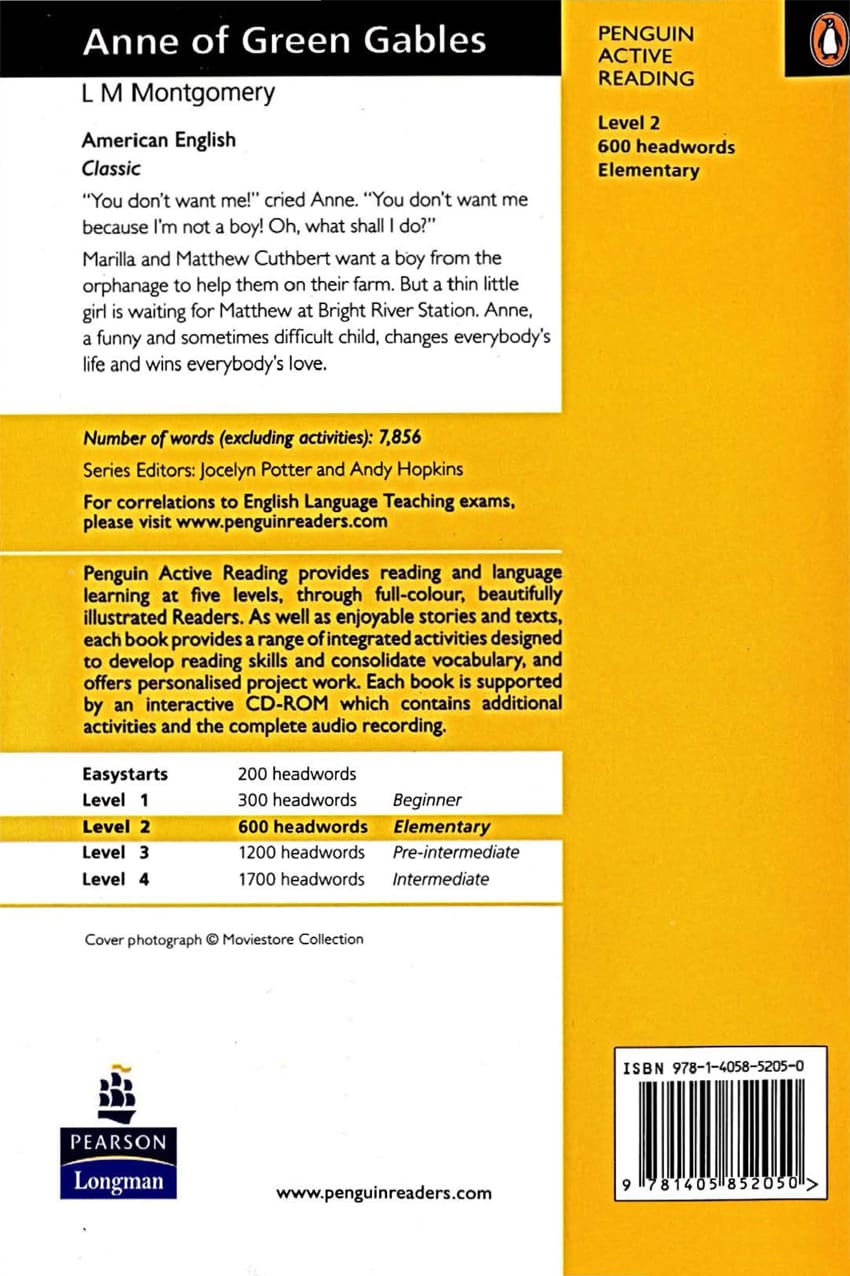 Anne of Green Gables
L M Montgomery
American English
Classic
"You don't want me!" cried Anne. "You don't want me
because I'm not a boy! Oh, what shall I do?"
Marilla and Matthew Cuthbert want a boy from the
orphanage to help them on their farm. But a thin little
girl is waiting for Matthew at Bright River Station. Anne,
a funny and sometimes difficult child, changes everybody's
life and wins everybody's love.
Number of words (excluding activities): 7,856
Series Editors: Jocelyn Potter and Andy Hopkins
For correlations to English Language Teaching exams,
please visit www.penguinreaders.com
Penguin Active Reading provides reading and language
learning at five levels, through full-colour, beautifully
illustrated Readers. As well as enjoyable stories and texts,
each book provides a range of integrated activities designed
to develop reading skills and consolidate vocabulary, and
offers personalised project work. Each book is supported
by an interactive CD-ROM which contains additional
activities and the complete audio recording.
Easystarts 200 headwords
Level 1 300 headwords Beginner
Level 2 600 headwords Elementary
Level 3 1200 headwords Pre-intermediate
Level 4 1700 headwords Intermediate
Cover photograph © Moviestore Collection
PEARSON
Longman
www.penguinreaders.com
PENGUIN
ACTIVE
READING
Level 2
600 headwords
Elementary
ISBN 978-1-4058-5205-0
9 781405 852050 >